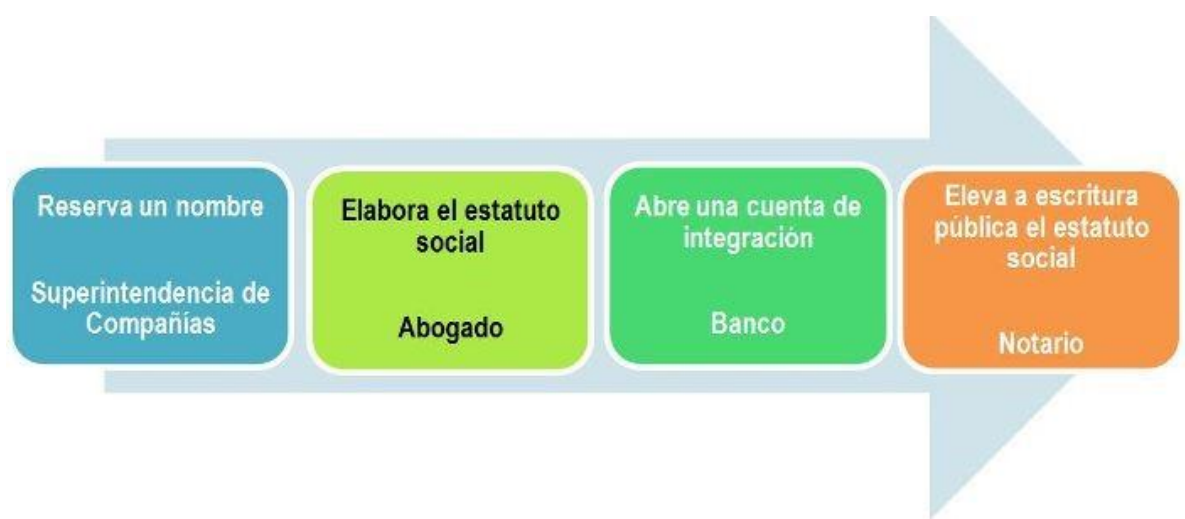 Reserva un nombre
Superintendencia de
Compañías
Elabora el estatuto
social
Abogado
Abre una cuenta de
integración
Banco
Eleva a escritura
pública el estatuto
social
Notario